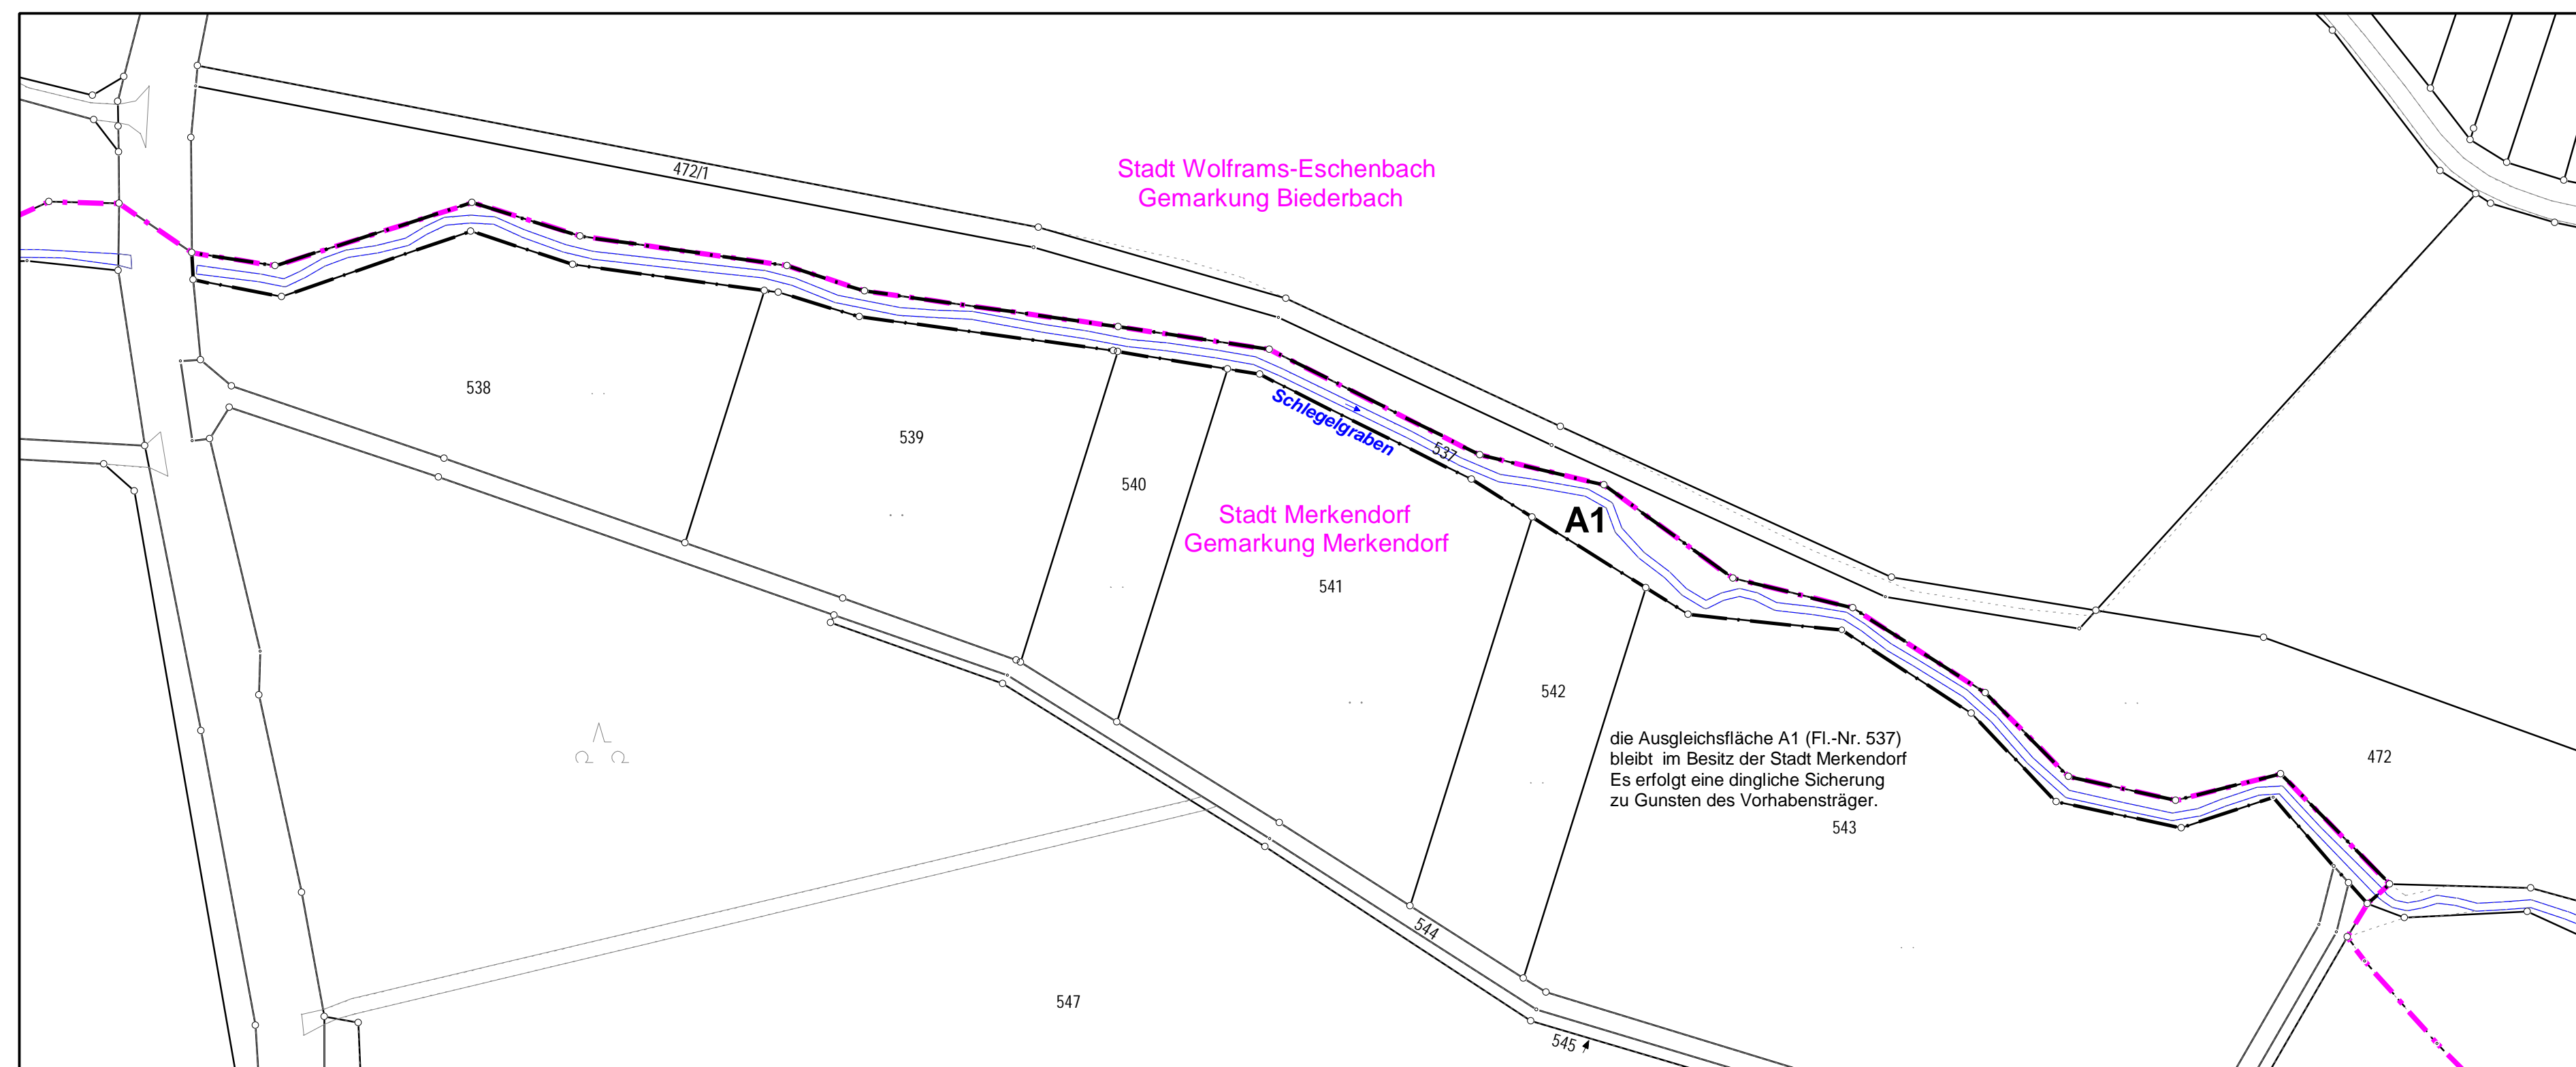 472/1
Stadt Wolframs-Eschenbach
Gemarkung Biederbach
538
539
Schlegelgraben
537
540
Stadt Merkendorf
Gemarkung Merkendorf
A1
541
542
die Ausgleichsfläche A1 (Fl.-Nr. 537)
bleibt im Besitz der Stadt Merkendorf
Es erfolgt eine dingliche Sicherung
zu Gunsten des Vorhabensträger.
472
543
544
547
545